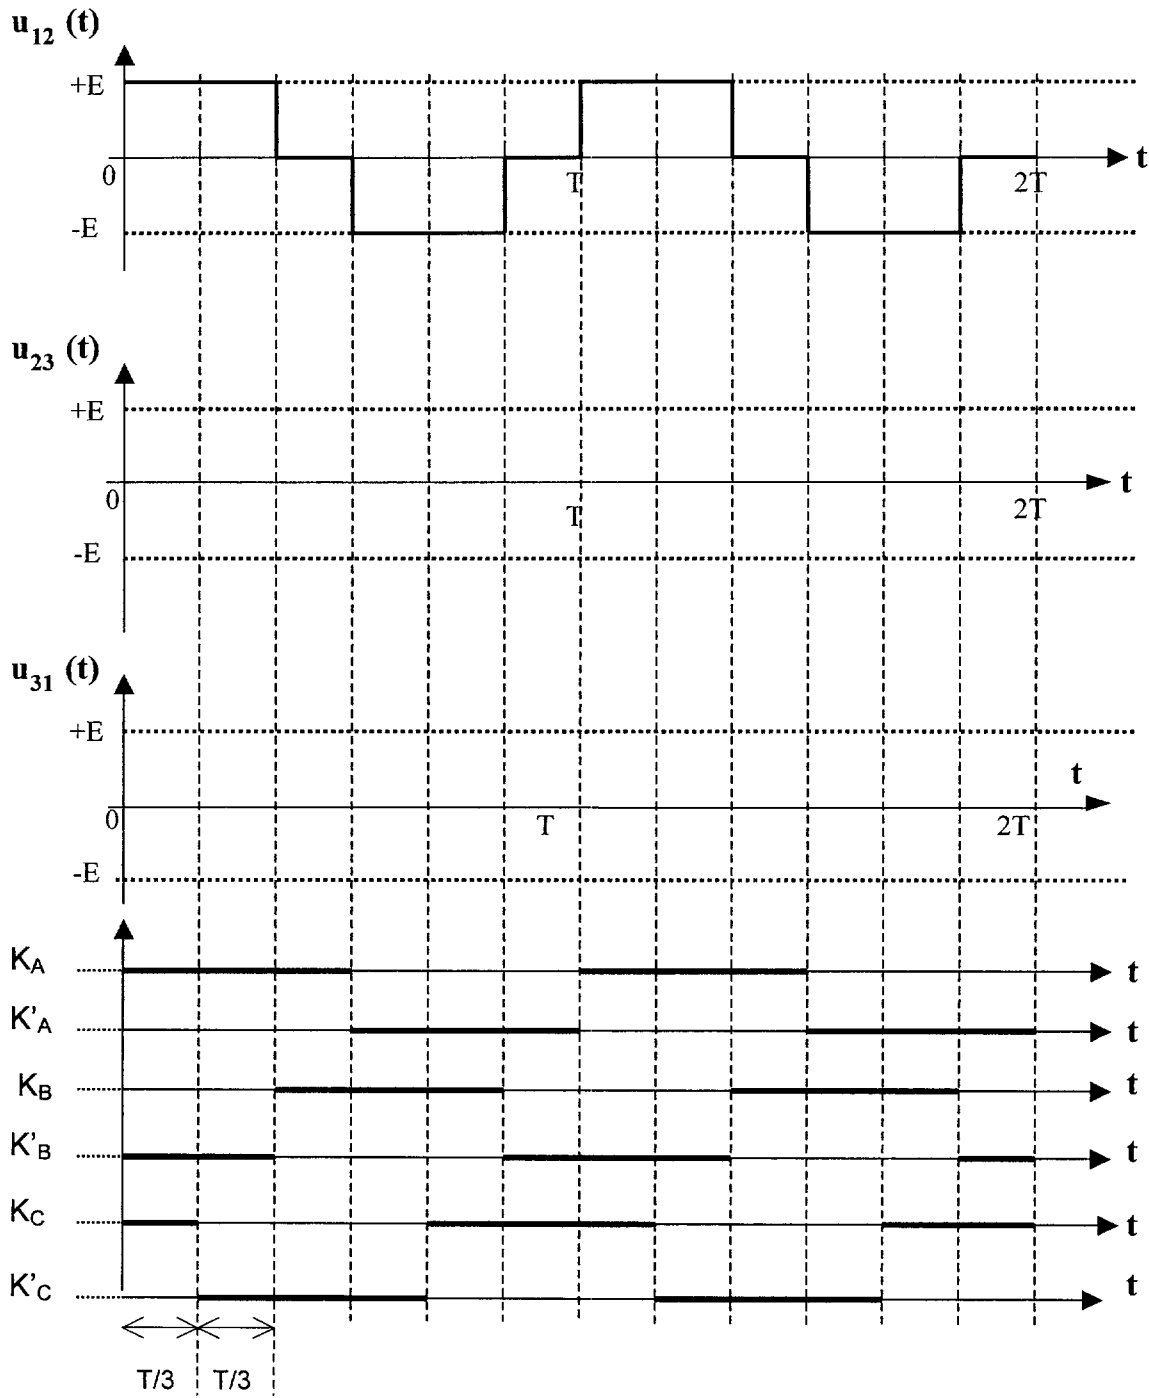 u12 (t)
+E
0
T
2T
t
-E
u23 (t)
+E
0
T
2T
t
-E
u31 (t)
+E
t
0
T
2T
-E
KA
t
K'A
t
KB
t
K'B
t
KC
t
K'C
t
T/3
T/3